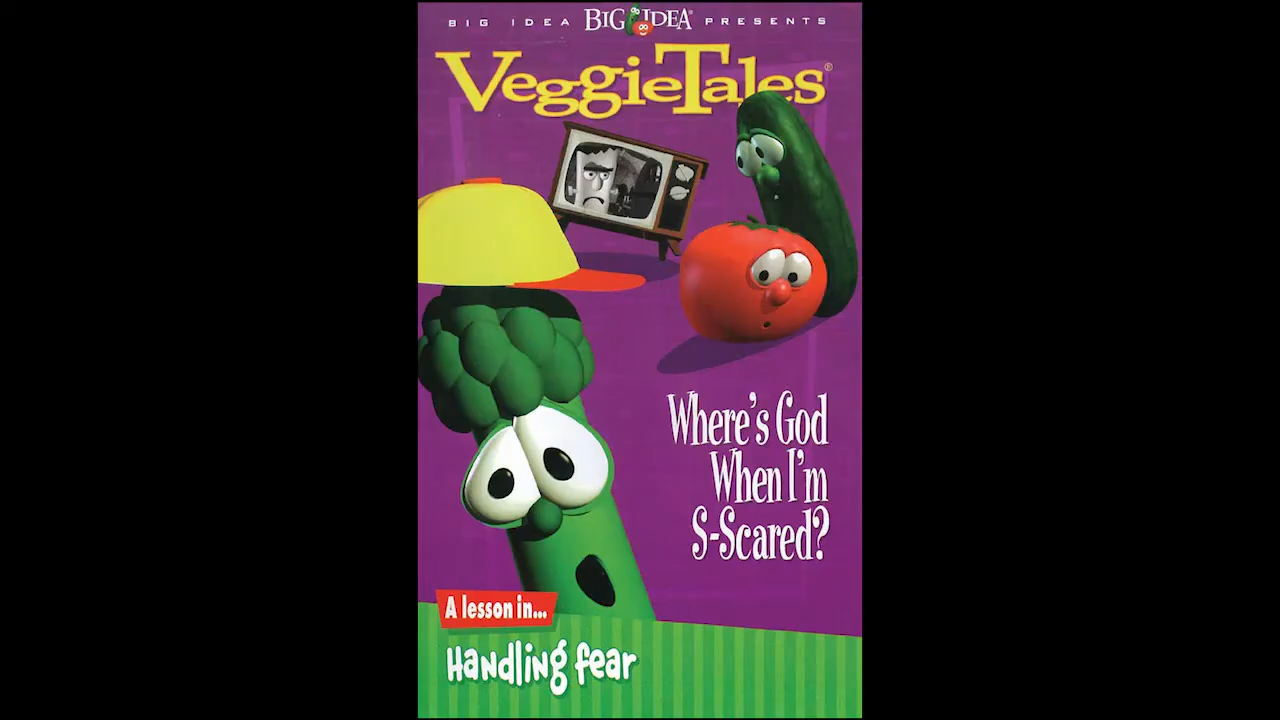 BIG IDEA BIG IDEA® PRESENTS
VeggieTales®
Where's God
When I'm
S-Scared?
A lesson in...
Handling fear